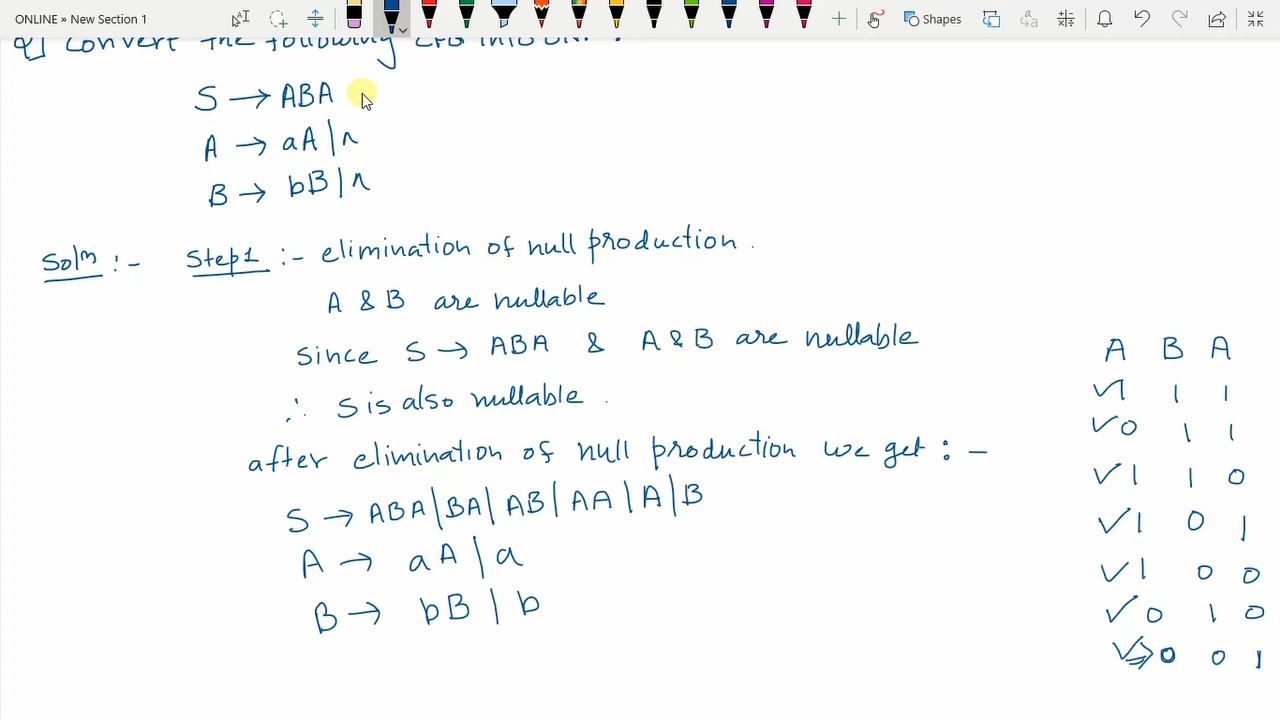 ONLINE » New Section 1
Shapes
Q] Convert the following CFG into CNF :
S → ABA
A → aA | ʌ
B → bB | ʌ
Solⁿ :- Step1 :- elimination of null production .
A & B are nullable
since S → ABA & A & B are nullable
∴ S is also nullable .
after elimination of null production we get : -
S → ABA | BA | AB | AA | A | B
A → aA | a
B → bB | b
A B A
✓1 1 1
✓0 1 1
✓1 1 0
✓1 0 1
✓1 0 0
✓0 1 0
✓→0 0 1